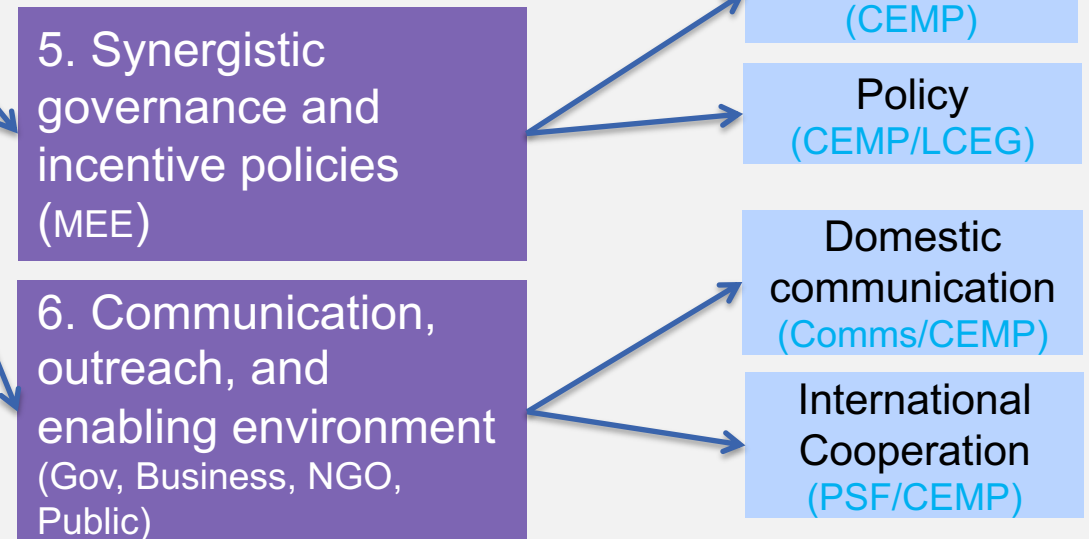 5. Synergistic
governance and
incentive policies
(MEE)
(CEMP)
Policy
(CEMP/LCEG)
6. Communication,
outreach, and
enabling environment
(Gov, Business, NGO,
Public)
Domestic
communication
(Comms/CEMP)
International
Cooperation
(PSF/CEMP)